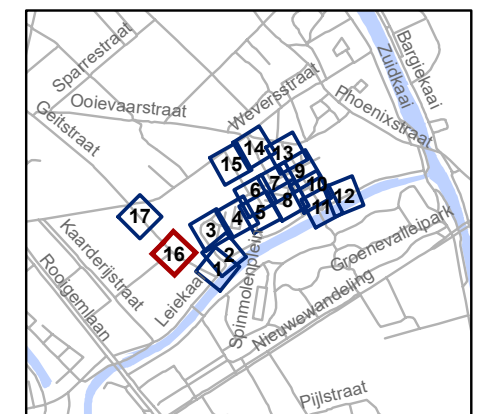 Sparrestraat
Bargiekaai
Zuidkaai
Weversstraat
Ooievaarstraat
Phoenixstraat
Geitstraat
14
13
15
9
7
10
6
12
8
11
5
4
17
3
16
2
1
Groenevalleipark
Kaarderijstraat
Spinmolenplein
Leiekaai
Rooigemlaan
Nieuwewandeling
Pijlstraat